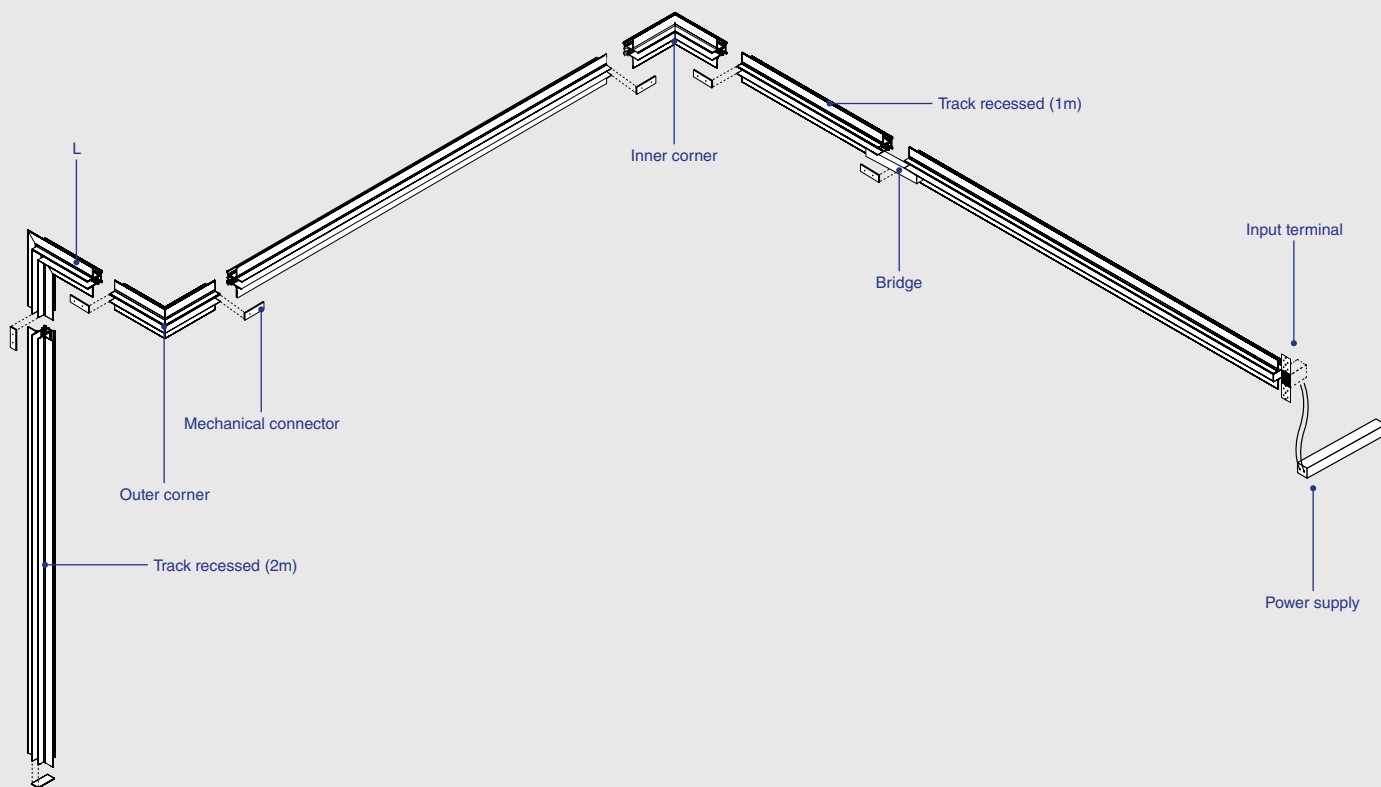 Track recessed (1m)
L
Inner corner
Input terminal
Bridge
Mechanical connector
Outer corner
Track recessed (2m)
Power supply